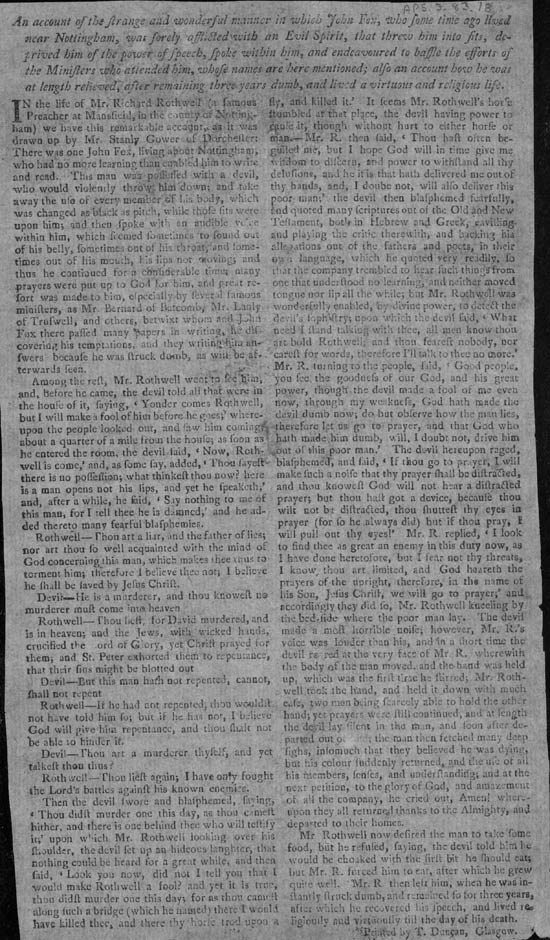 APS.3.83.18
An account of the strange and wonderful manner in which John Fox, who some time ago lived
near Nottingham, was sorely afflicted with an Evil Spirit, that threw him into fits, de-
prived him of the power of speech, spoke within him, and endeavoured to baffle the efforts of
the Ministers who attended him, whose names are here mentioned; also an account how he was
at length relieved, after remaining three years dumb, and lived a virtuous and religious life.
IN the life of Mr. Richard Rothwell (a famous
Preacher at Mansfield, in the county of Notting-
ham) we have this remarkable account, as it was
drawn up by Mr. Stanly Gower of Dorchester:
There was one John Fox, living about Nottingham,
who had no more learning than enabled him to write
and read. This man was possessed with a devil,
who would violently throw him down; and take
away the use of every member of his body, which
was changed as black as pitch, while those fits were
upon him; and then spoke with an audible voice
within him, which seemed sometimes to sound out
of his belly, sometimes out of his throat, and some-
times out of his mouth, his lips not moving; and
thus he continued for a considerable time; many
prayers were put up to God for him, and great re-
sort was made to him, especially by several famous
ministers, as Mr. Bernard of Batcomb, Mr. Langly
of Truswell, and others, betwixt whom and John
Fox there passed many papers in writing, he dis-
covering his temptations, and they writing him an-
swers because he was struck dumb, as will be af-
terwards seen.
Among the rest, Mr. Rothwell went to see him,
and, before he came, the devil told all that were in
the house of it, saying, ‘ Yonder comes Rothwell,
but I will make a fool of him before he goes;’ where-
upon the people looked out, and saw him coming
about a quarter of a mile from the house; as soon as
he entered the room, the devil said, ‘ Now, Roth-
well is come,’ and, as some say, added, ‘ Thou sayest
there is no possession; what thinkest thou now? here
is a man opens not his lips, and yet he speaketh;’
and, after a while, he said, ‘ Say nothing to me of
this man, for I tell thee he is damned,’ and he ad-
ded thereto many fearful blasphemies.
Rothwell—Thou art a liar, and the father of lies;
nor art thou so well acquainted with the mind of
God concerning this man, which makes thee thus to
torment him; therefore I believe thee not; I believe
he shall be saved by Jesus Christ.
Devil—He is a murderer, and thou knowest no
murderer must come into heaven
Rothwell—Thou liest, for David murdered, and
is in heaven; and the Jews, with wicked hands,
crucified the ord of Glory, yet Christ prayed for
them; and St. Peter exhorted them to repentance,
that their sins might be blotted out
Devil—But this man hath not repented, cannot,
shall not repent
Rothwell—If he had not repented, thou wouldst
not have told him so; but if he has not, I believe
God will give him repentance, and thou shalt not
be able to hinder it.
Devil—Thou art a murderer thyself, and yet
talkest thou thus?
Rothwell—Thou liest again; I have only fought
the Lord's battles against his known enemies.
Then the devil swore and blasphemed, saying,
‘ Thou didst murder one this day, as thou camest
hither, and there is one behind thee who will testify
it,’ upon which Mr. Rothwell looking over his
shoulder, the devil set up an hideous laughter, that
nothing could be heard for a great while, and then
said, ‘ Look you now, did not I tell you that I
would make Rothwell a fool? and yet it is true,
thou didst murder one this day; for as thou camest
along such a bridge (which he named) there I would
have killed thee, and there thy horse trod upon a
fly, and killed it.’ It seems Mr. Rothwell's horse
stumbled at that place, the devil having power to
cause it, though without hurt to either horse or
man.— Mr. R. then said, ‘ Thou hast often be-
guiled me, but I hope God will in time give me
wisdom to discern, and power to withstand all thy
delusions, and he it is that hath delivered me out of
thy hands, and, I doubt not, will also deliver this
poor man.’ the devil then blasphemed fearfully,
and quoted many scriptures out of the Old and New
Testament, both in Hebrew and Greek, cavilling
and playing the critic therewith, and backing his
allegations out of the fathers and poets, in their
own language, which he quoted very readily, so
that the company trembled to hear such things from
one that understood no learning, and neither moved
tongue nor lip all the while; but Mr. Rothwell was
wonderfully enabled, by divine power, to detect the
devil's sophistry; upon which the devil said, ‘ What
need I stand talking with thee, all men know thou
art bold Rothwell; and thou fearest nobody, nor
carest for words, therefore I'll talk to thee no more.’
Mr. R. turning to the people, said, ‘ Good people,
you see the goodness of our God, and his great
power, though the devil made a fool of me even
now, through my weakness, God hath made the
devil dumb now; do but observe how the man lies,
therefore let us go to prayer, and that God who
hath made him dumb, will, I doubt not, drive him
out of this poor man.’ The devil hereupon raged,
blasphemed, and said, ‘ If thou go to prayer, I will
make such a noise that thy prayer shall be distracted,
and thou knowest God will not hear a distracted
prayer; but thou hast got a device, because thou
wilt not be distracted, thou shuttest thy eyes in
prayer (for so he always did) but if thou pray, I
will pull out thy eyes!’ Mr. R. replied, ‘ I look
to find thee as great an enemy in this duty now, as
I have done heretofore, but I fear not thy threats,
I know thou art limited, and God heareth the
prayers of the upright, therefore, in the name of
his Son, Jesus Christ, we will go to prayer,’ and
accordingly they did so, Mr. Rothwell kneeling by
the bed-side where the poor man lay. The devil
made a most horrible noise; however, Mr. R.'s
voice was louder than his, and in a short time the
devil at the very face of Mr. R. wherewith
the body of the man moved. and the hand was held
up, which was the first time he stirred; Mr. Roth-
well took the hand, and held it down with much
ease, two men being scarcely able to hold the other
hand; yet prayers were still continued, and at length
the devil lay silent in the man, and soon after de-
parted out of the man then fetched many deep
sighs, insomuch that they believed he was dying,
but his colour suddenly returned, and the use of all
his members, senses, and understanding; and at the
next petition, to the glory of God, and amazement
of all the company, he cried out, Amen! where-
upon they all returned thanks to the Almighty, and
departed to their homes.
Mr. Rothwell now desired the man to take some
food, but he refused, saying, the devil told him he
would be choaked with the first bit he should eat;
but Mr. R. forced him to eat, after which he grew
quite well. Mr. R then left him, when he was in-
stantly struck dumb, and remained so for three years,
after which he recovered his speech, and lived re-
ligiously and virtuously till the day of his death.
Printed by T. Duncan, Glasgow.